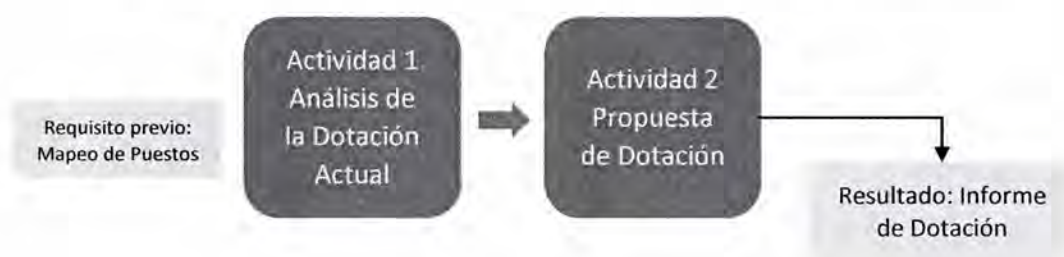 Requisito previo:
Mapeo de Puestos
Actividad 1
Análisis de
la Dotación
Actual
Actividad 2
Propuesta
de Dotación
Resultado: Informe
de Dotación